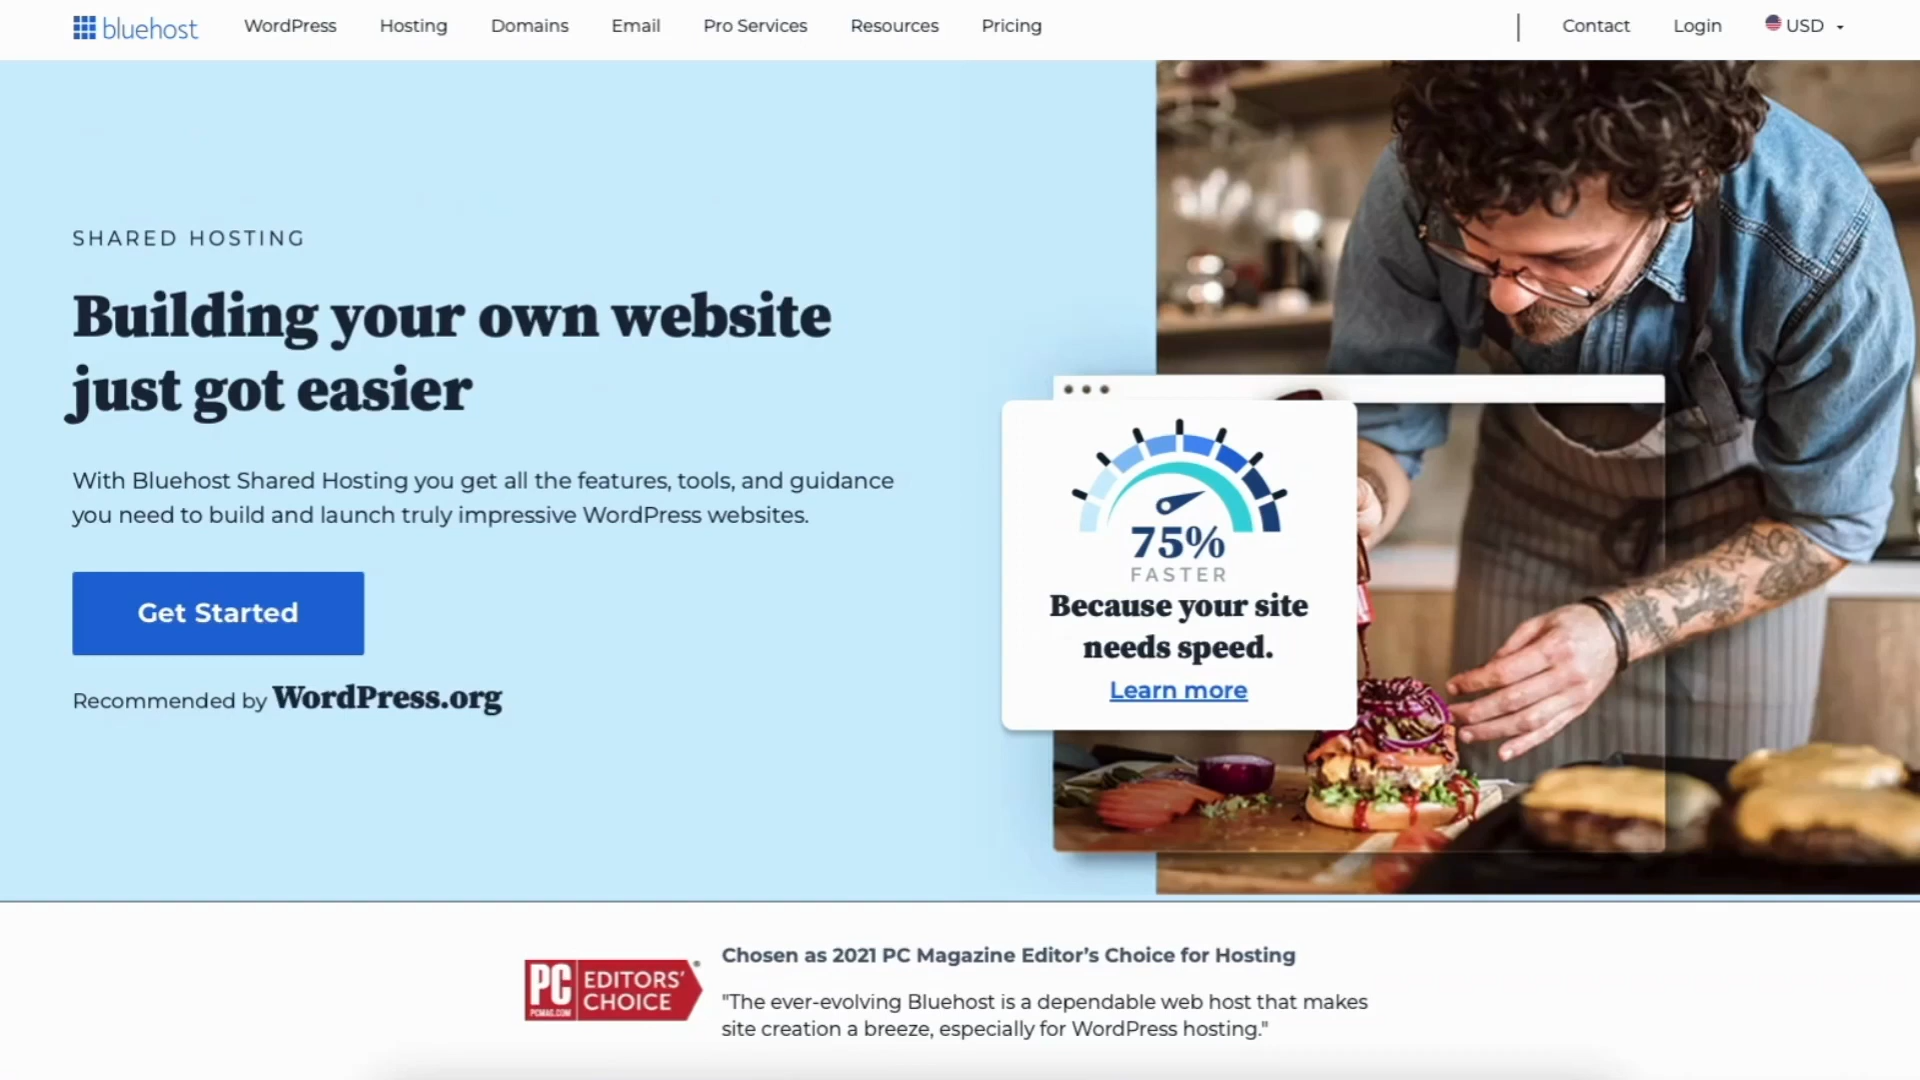 bluehost WordPress Hosting Domains Email Pro Services Resources Pricing Contact Login USD
SHARED HOSTING
Building your own website
just got easier
With Bluehost Shared Hosting you get all the features, tools, and guidance
you need to build and launch truly impressive WordPress websites.
Get Started
Recommended by WordPress.org
75%
FASTER
Because your site
needs speed.
Learn more
PC EDITORS'
CHOICE
PCMAG.COM
Chosen as 2021 PC Magazine Editor’s Choice for Hosting
"The ever-evolving Bluehost is a dependable web host that makes
site creation a breeze, especially for WordPress hosting."